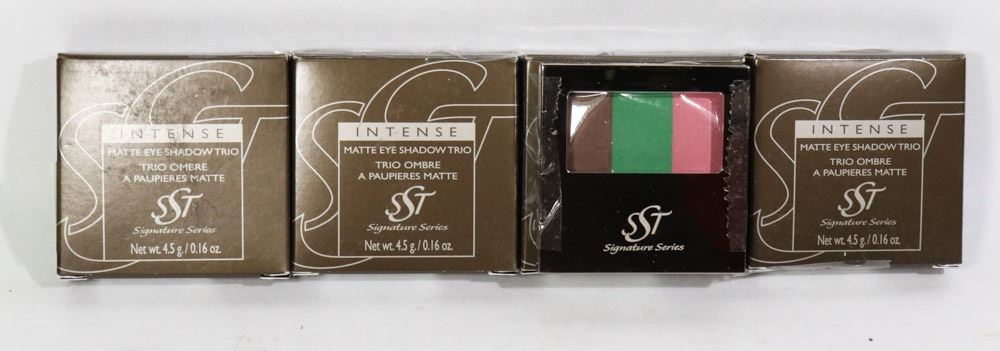 INTENSE
MATTE EYE SHADOW TRIO
TRIO OMBRE
A PAUPIERES MATTE
SST
Signature Series
Net wt. 4.5 g./0.16 oz.
INTENSE
MATTE EYE SHADOW TRIO
TRIO OMBRE
A PAUPIERES MATTE
SST
Signature Series
Net wt. 4.5 g./0.16 oz.
SST
Signature Series
INTENSE
MATTE EYE SHADOW TRIO
TRIO OMBRE
A PAUPIERES MATTE
SST
Signature Series
Net wt. 4.5 g./0.16 oz.